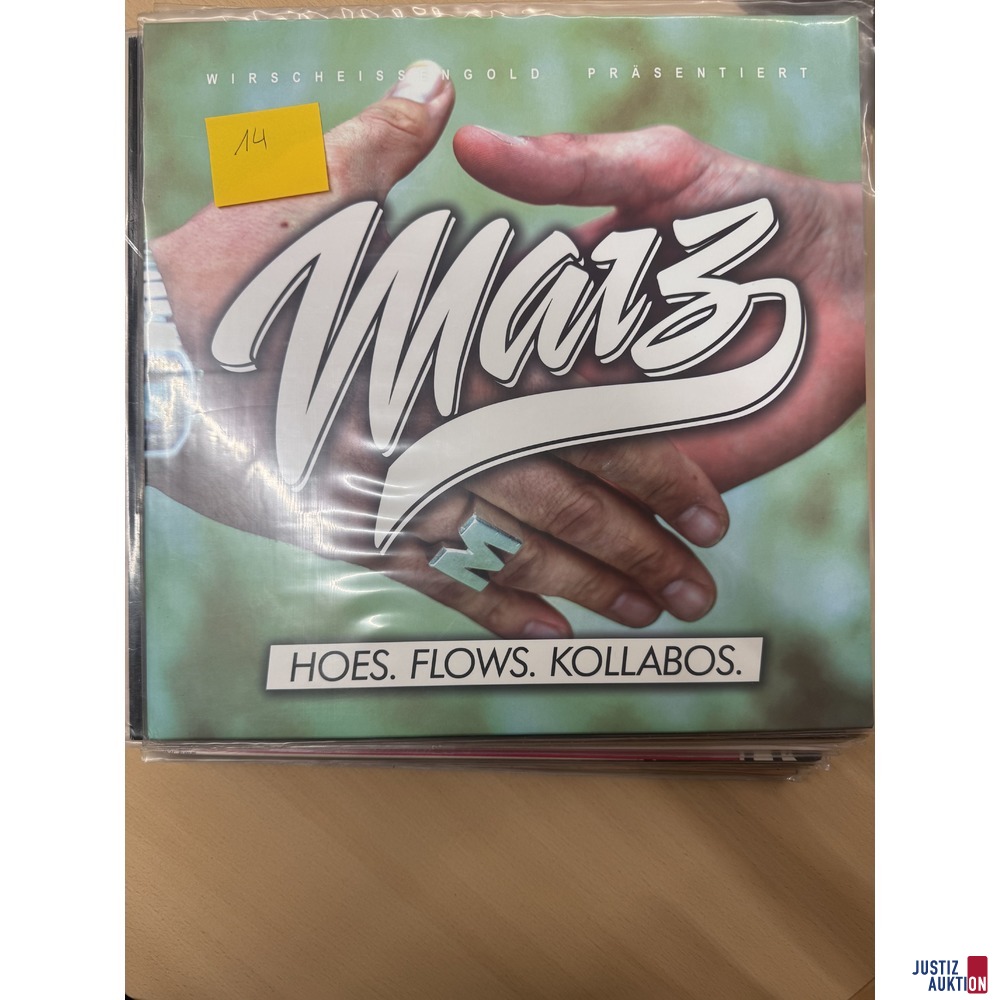 WIRSCHEISSENGOLD PRÄSENTIERT
14
Marz
M
HOES. FLOWS. KOLLABOS.
JUSTIZ
AUKTION